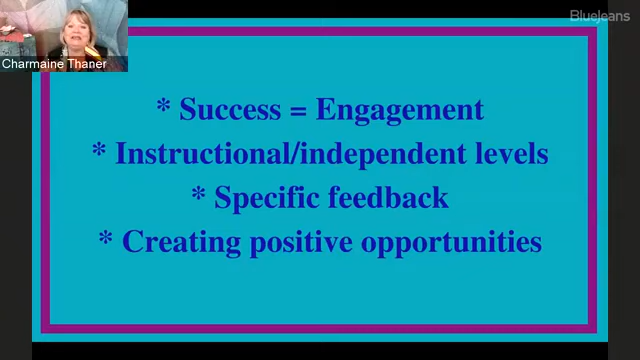 BlueJeans
Charmaine Thaner
* Success = Engagement
* Instructional/independent levels
* Specific feedback
* Creating positive opportunities